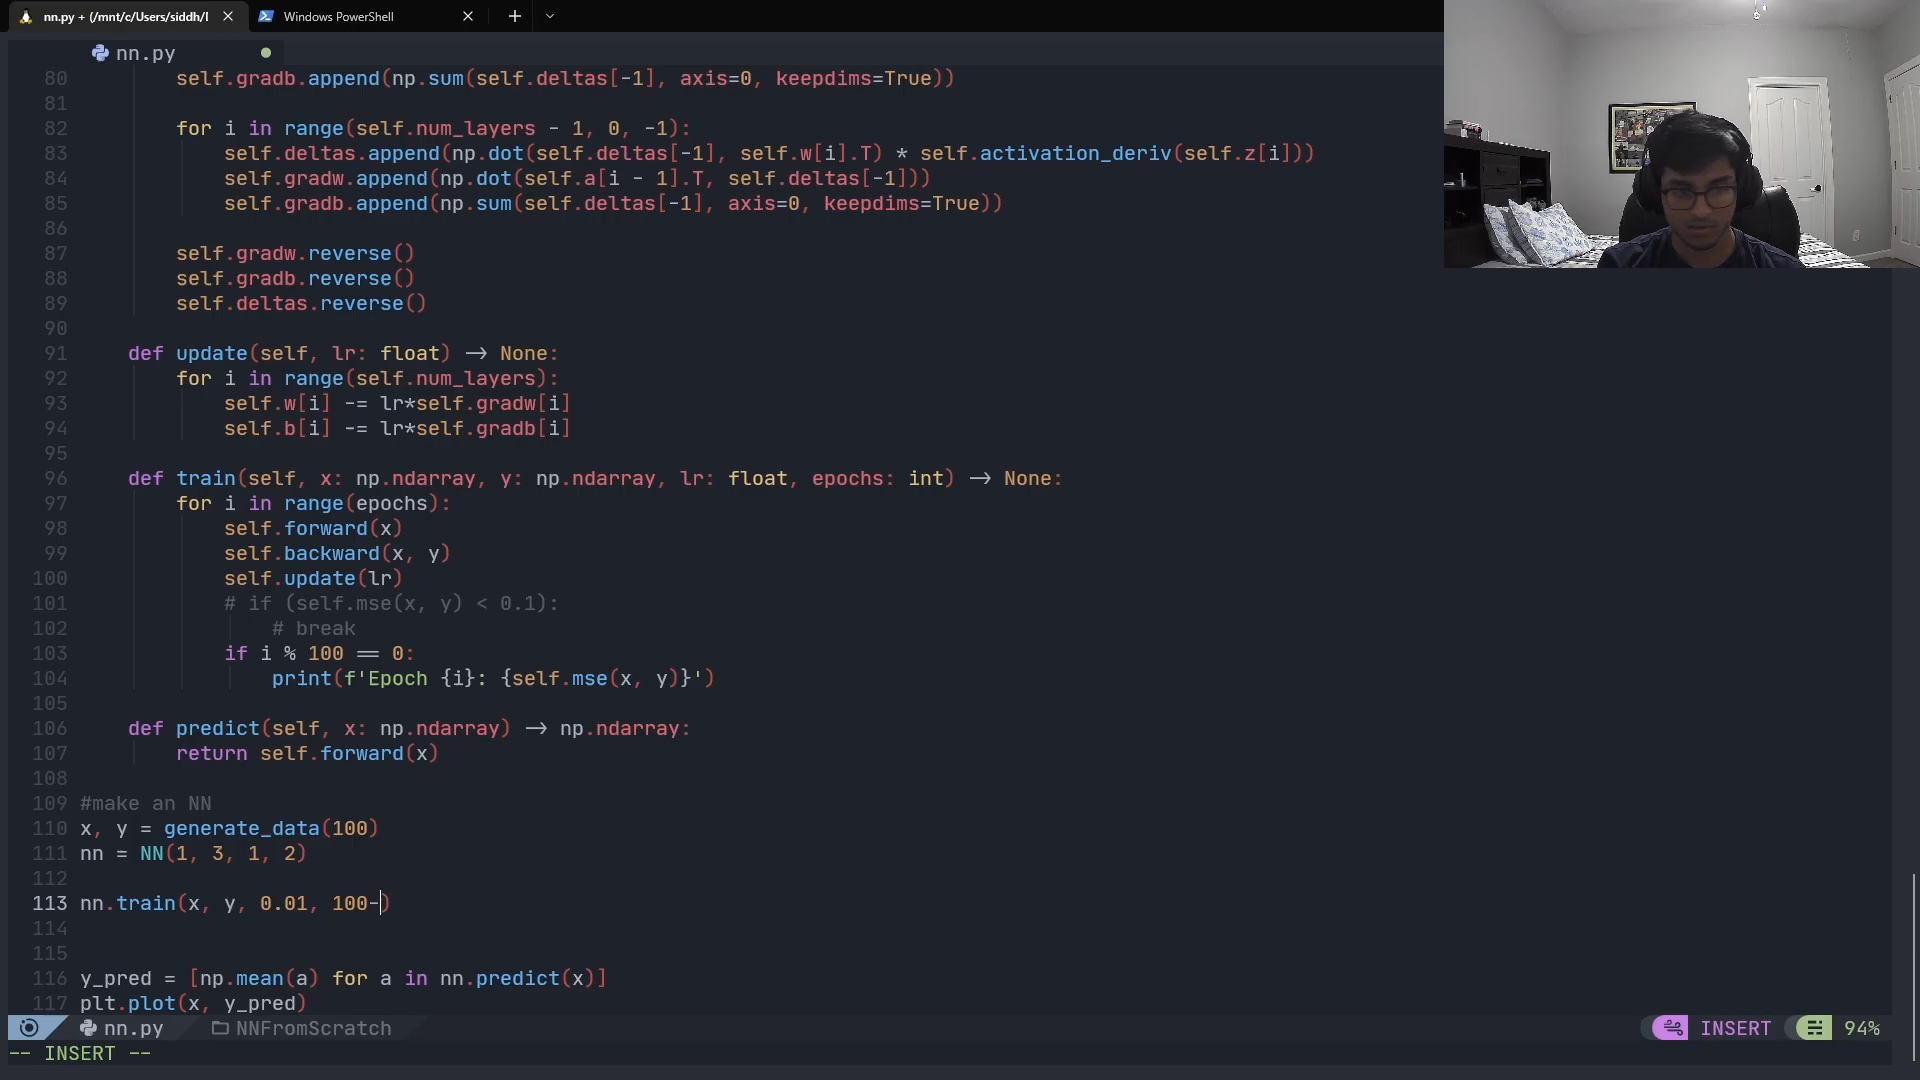 nn.py + (/mnt/c/Users/siddh/I
Windows PowerShell
nn.py
80 self.gradb.append(np.sum(self.deltas[-1], axis=0, keepdims=True))
81
82 for i in range(self.num_layers - 1, 0, -1):
83 self.deltas.append(np.dot(self.deltas[-1], self.w[i].T) * self.activation_deriv(self.z[i]))
84 self.gradw.append(np.dot(self.a[i - 1].T, self.deltas[-1]))
85 self.gradb.append(np.sum(self.deltas[-1], axis=0, keepdims=True))
86
87 self.gradw.reverse()
88 self.gradb.reverse()
89 self.deltas.reverse()
90
91 def update(self, lr: float) -> None:
92 for i in range(self.num_layers):
93 self.w[i] -= lr*self.gradw[i]
94 self.b[i] -= lr*self.gradb[i]
95
96 def train(self, x: np.ndarray, y: np.ndarray, lr: float, epochs: int) -> None:
97 for i in range(epochs):
98 self.forward(x)
99 self.backward(x, y)
100 self.update(lr)
101 # if (self.mse(x, y) < 0.1):
102 # break
103 if i % 100 == 0:
104 print(f'Epoch {i}: {self.mse(x, y)}')
105
106 def predict(self, x: np.ndarray) -> np.ndarray:
107 return self.forward(x)
108
109 #make an NN
110 x, y = generate_data(100)
111 nn = NN(1, 3, 1, 2)
112
113 nn.train(x, y, 0.01, 100-)
114
115
116 y_pred = [np.mean(a) for a in nn.predict(x)]
117 plt.plot(x, y_pred)
nn.py NNFromScratch INSERT 94%
-- INSERT --